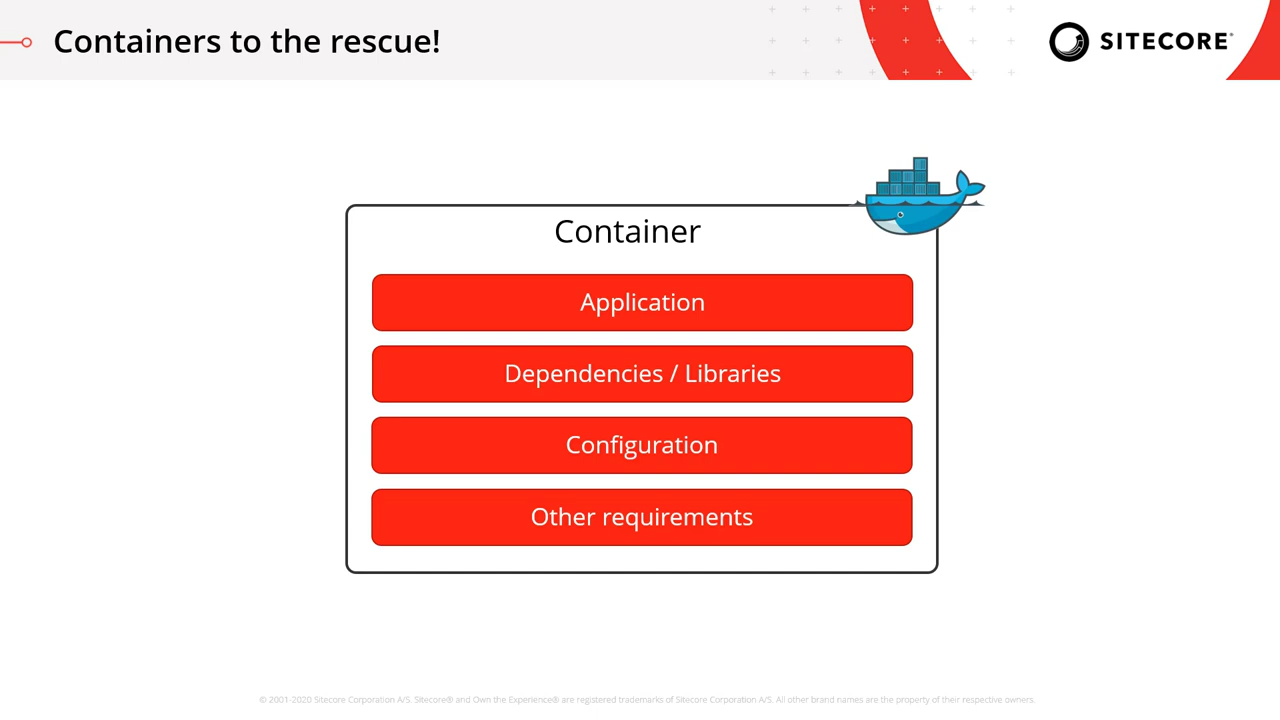 Containers to the rescue!
SITECORE®
Container
Application
Dependencies / Libraries
Configuration
Other requirements
© 2001-2020 Sitecore Corporation A/S. Sitecore® and Own the Experience® are registered trademarks of Sitecore Corporation A/S. All other brand names are the property of their respective owners.